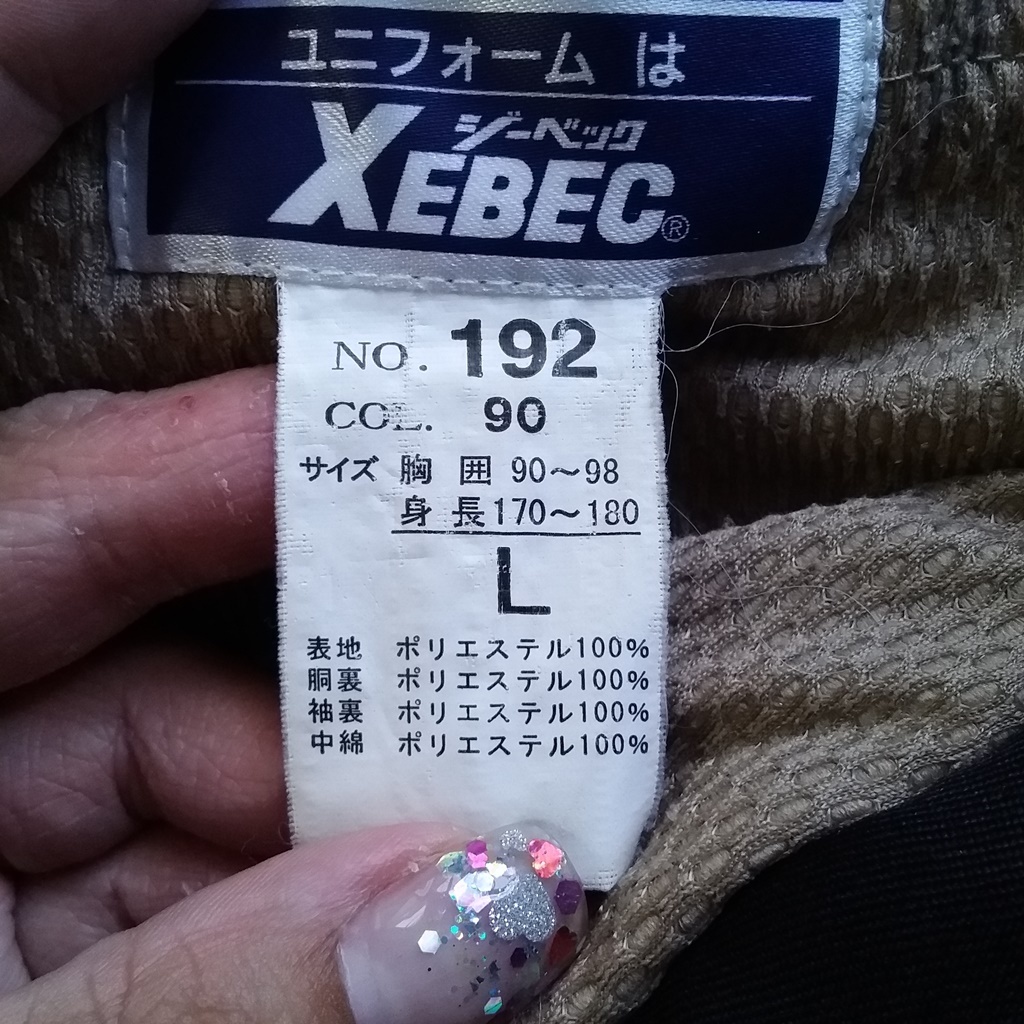 ユニフォーム は
ジーベック
XEBEC®
NO. 192
COL. 90
サイズ 胸 囲 90～98
身 長 170～180
L
表地 ポリエステル100%
胴裏 ポリエステル100%
袖裏 ポリエステル100%
中綿 ポリエステル100%